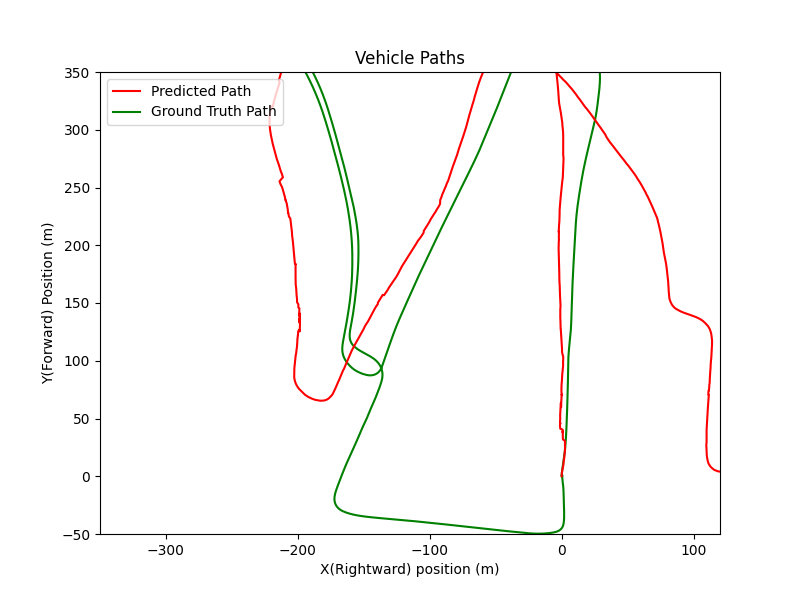 Vehicle Paths
Predicted Path
Ground Truth Path
350
300
250
200
150
100
50
0
−50
Y(Forward) Position (m)
−300
−200
−100
0
100
X(Rightward) position (m)